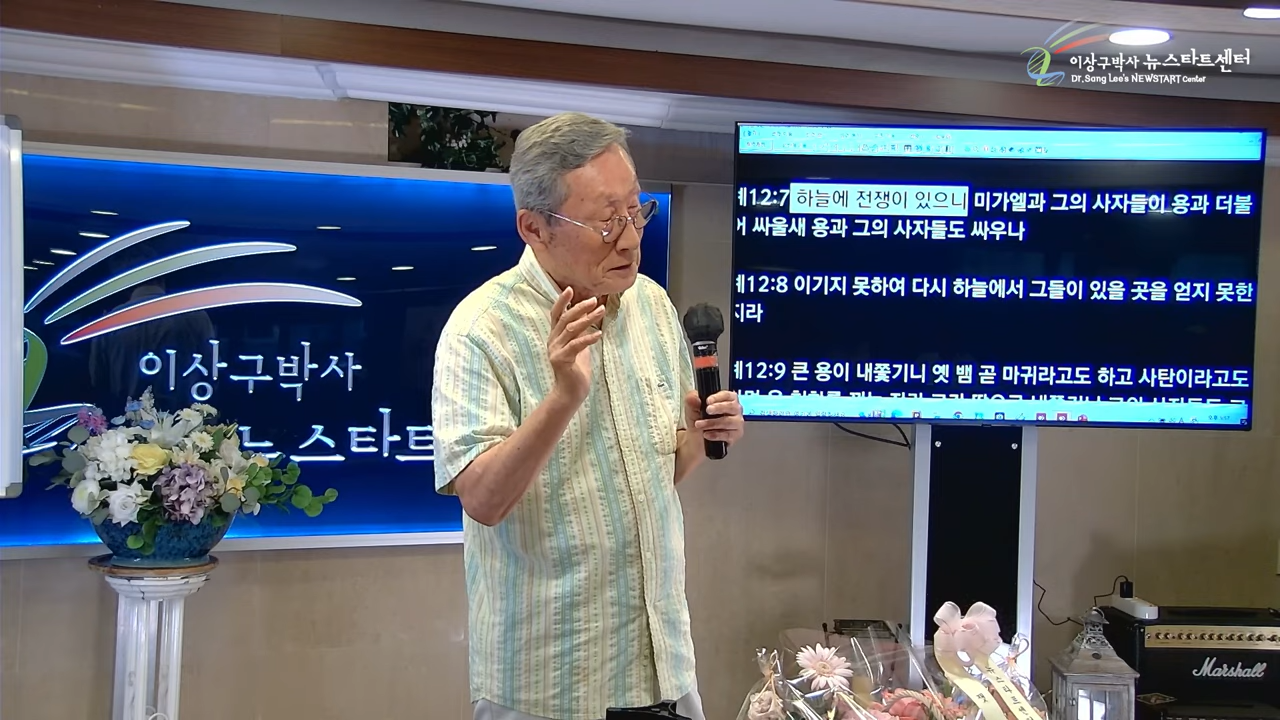 이상구박사 뉴스타트센터
Dr. Sang Lee's NEWSTART Center
계12:7 하늘에 전쟁이 있으니 미가엘과 그의 사자들이 용과 더불
어 싸울새 용과 그의 사자들도 싸우나
계12:8 이기지 못하여 다시 하늘에서 그들이 있을 곳을 얻지 못한
지라
계12:9 큰 용이 내쫓기니 옛 뱀 곧 마귀라고도 하고 사탄이라고도
이상구박사
뉴스타트
Marshall